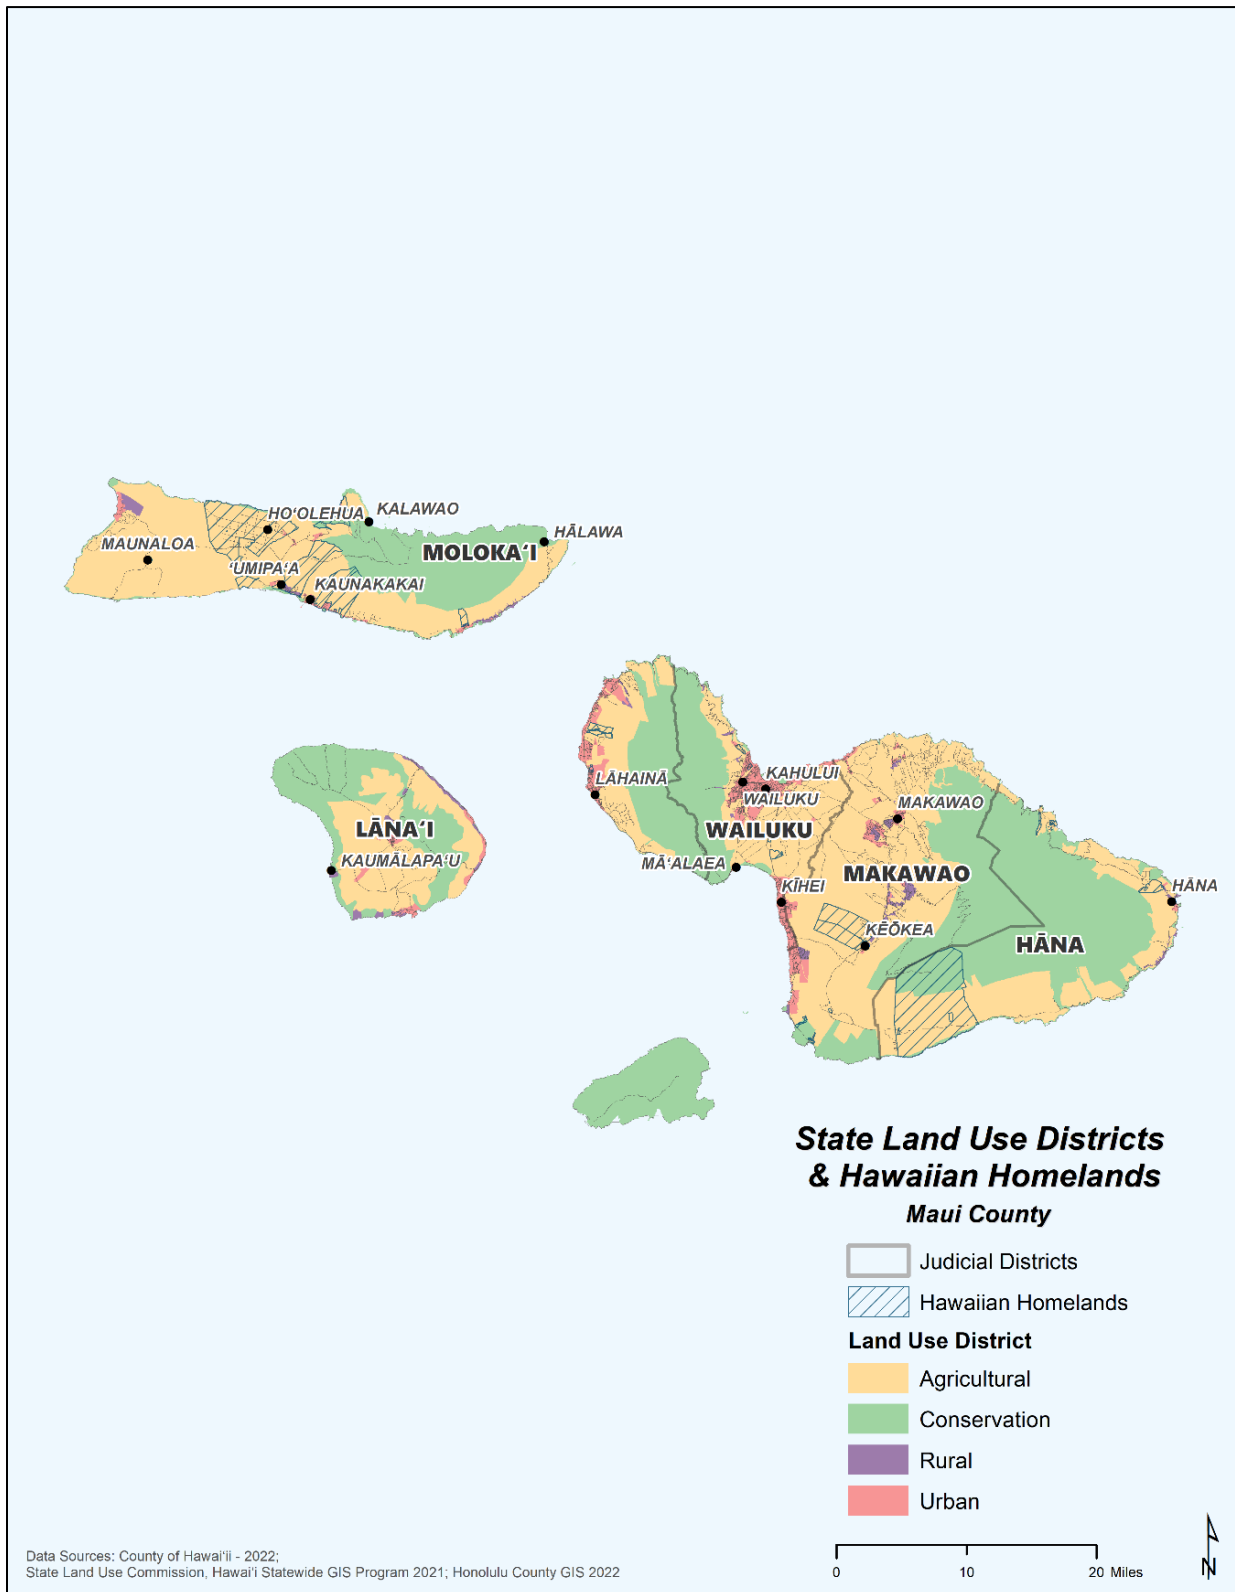 HOʻOLEHUA
KALAWAO
HĀLAWA
MAUNALOA
MOLOKAʻI
ʻUMIPAʻA
KAUNAKAKAI
LĀHAINĀ
KAHULUI
WAILUKU
MAKAWAO
LĀNAʻI
WAILUKU
KAUMĀLAPAʻU
MĀʻALAEA
MAKAWAO
KĪHEI
HĀNA
KĒŌKEA
HĀNA
State Land Use Districts
& Hawaiian Homelands
Maui County
Judicial Districts
Hawaiian Homelands
Land Use District
Agricultural
Conservation
Rural
Urban
Data Sources: County of Hawaiʻii - 2022;
State Land Use Commission, Hawaiʻi Statewide GIS Program 2021; Honolulu County GIS 2022
0 10 20 Miles
N